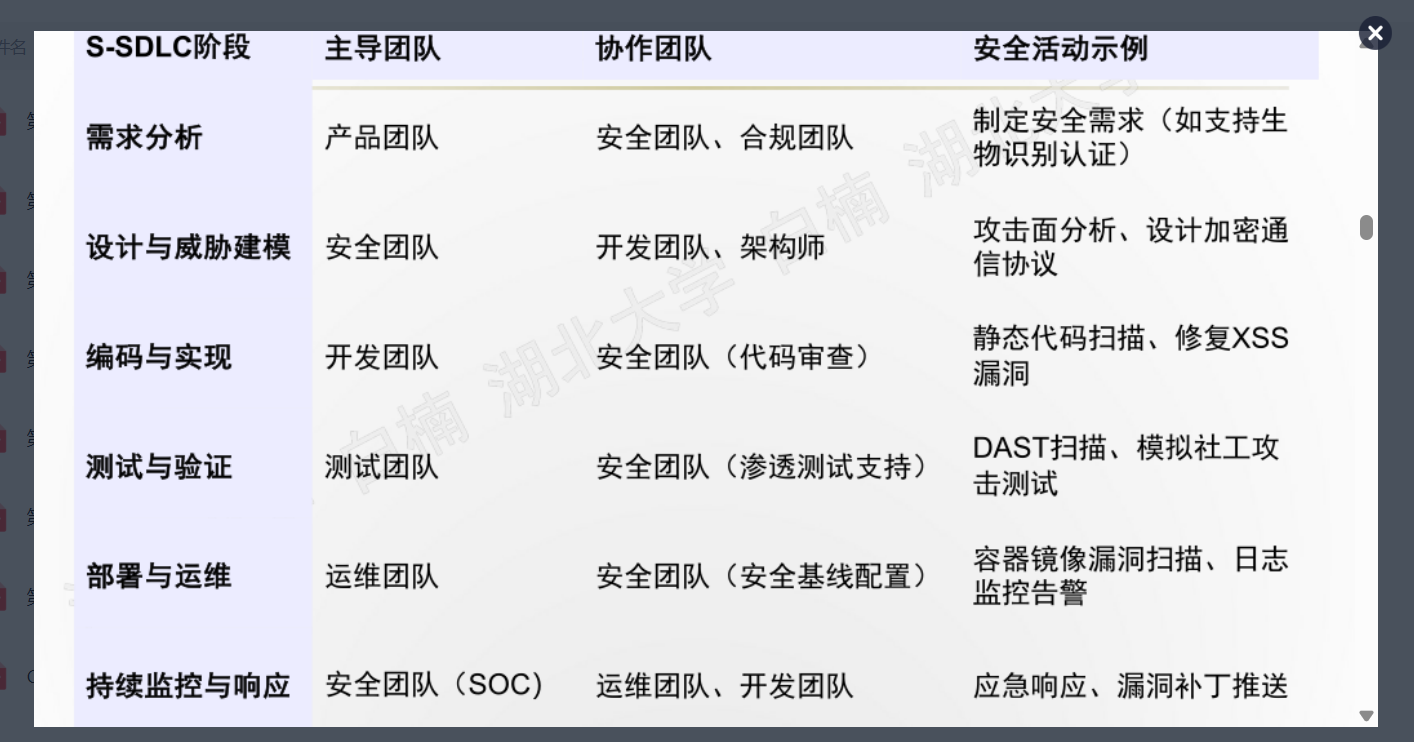 件名
S-SDLC阶段 主导团队 协作团队 安全活动示例
需求分析 产品团队 安全团队、合规团队 制定安全需求（如支持生
物识别认证）
设计与威胁建模 安全团队 开发团队、架构师 攻击面分析、设计加密通
信协议
编码与实现 开发团队 安全团队（代码审查） 静态代码扫描、修复XSS
漏洞
测试与验证 测试团队 安全团队（渗透测试支持） DAST扫描、模拟社工攻
击测试
部署与运维 运维团队 安全团队（安全基线配置） 容器镜像漏洞扫描、日志
监控告警
持续监控与响应 安全团队（SOC) 运维团队、开发团队 应急响应、漏洞补丁推送
向楠 湖北大学 向楠 湖北大学